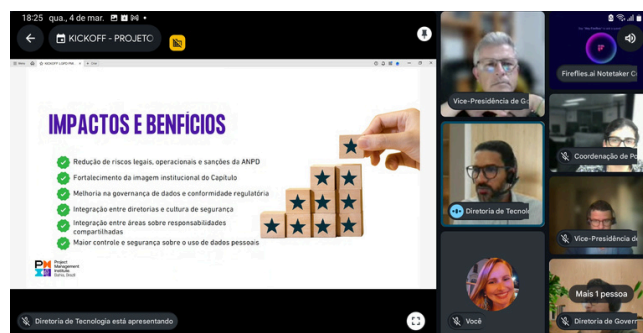 18:25 qua., 4 de mar.
KICKOFF - PROJETO
IMPACTOS E BENFÍCIOS
Redução de riscos legais, operacionais e sanções da ANPD
Fortalecimento da imagem institucional do Capítulo
Melhoria na governança de dados e conformidade regulatória
Integração entre diretorias e cultura de segurança
Integração entre áreas sobre responsabilidades
compartilhadas
Maior controle e segurança sobre o uso de dados pessoais
Project
Management
Institute
Bahia, Brazil
Diretoria de Tecnologia está apresentando
Vice-Presidência de Go
Fireflies.ai Notetaker C
Diretoria de Tecnol
Coordenação de Po
Vice-Presidência de
Você
Mais 1 pessoa
Diretoria de Govern